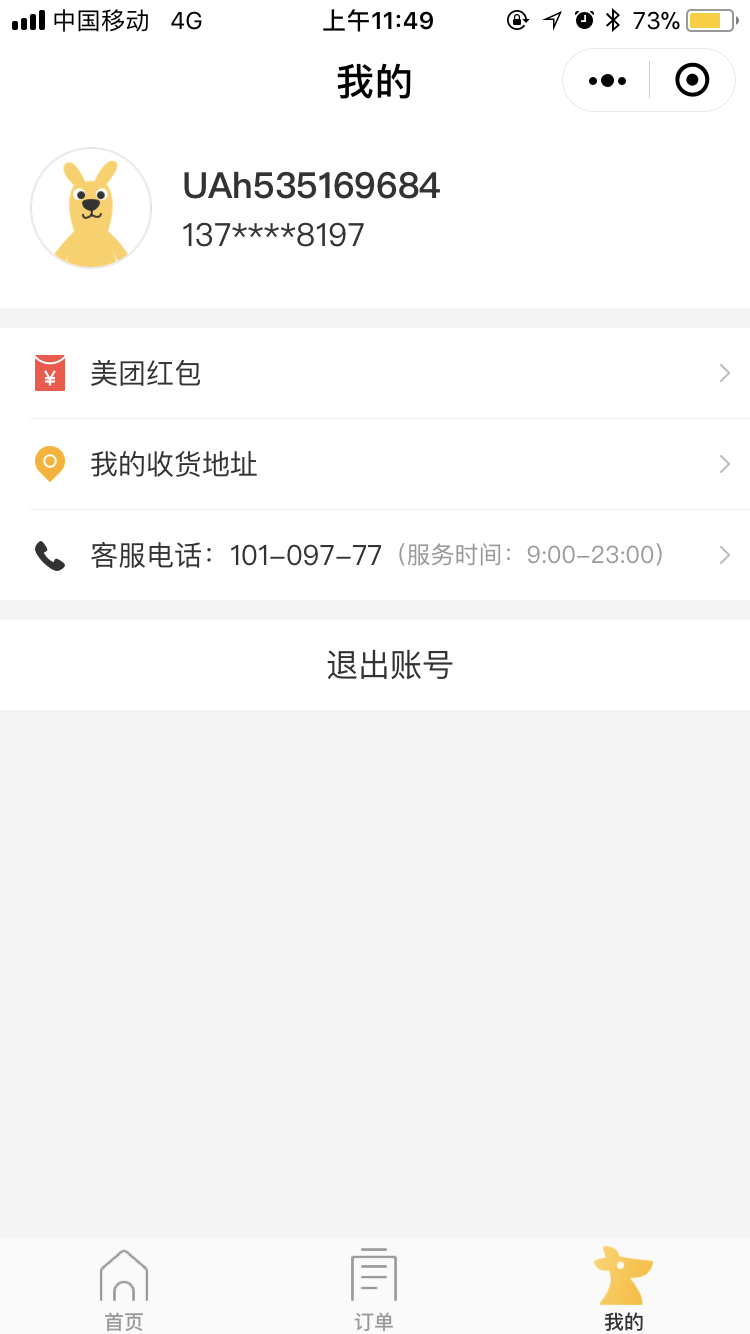 中国移动 4G 上午11:49 73%
我的
UAh535169684
137****8197
¥ 美团红包
我的收货地址
客服电话：101-097-77（服务时间：9:00-23:00）
退出账号
首页 订单 我的